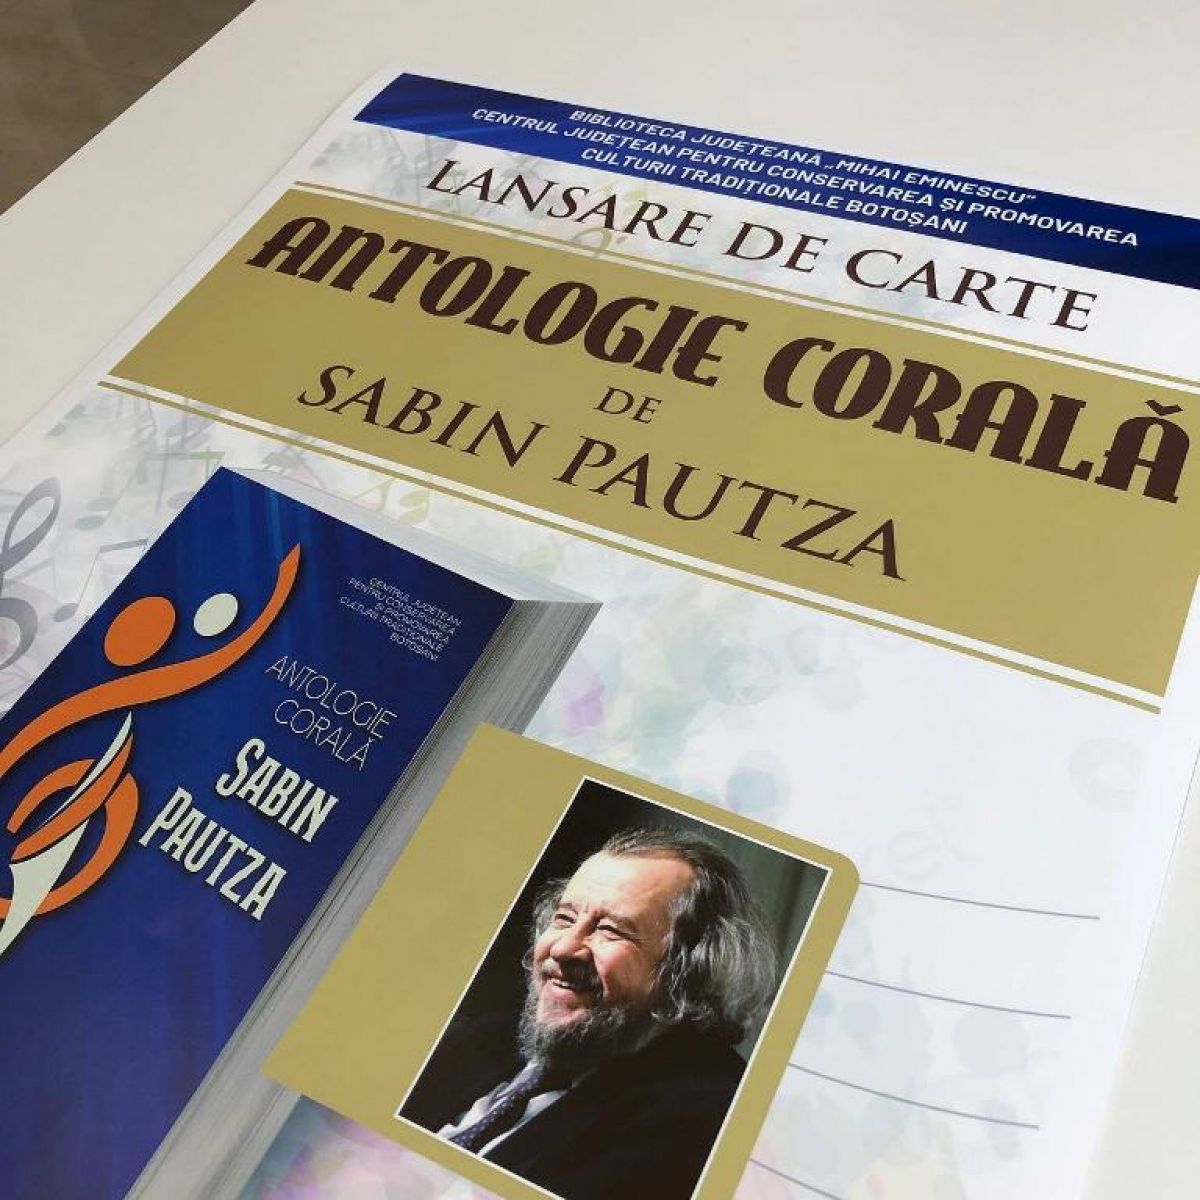 BIBLIOTECA JUDEȚEANĂ „MIHAI EMINESCU”
CENTRUL JUDEȚEAN PENTRU CONSERVAREA ȘI PROMOVAREA
CULTURII TRADIȚIONALE BOTOȘANI
LANSARE DE CARTE
ANTOLOGIE CORALĂ
DE
SABIN PAUTZA
CENTRUL JUDEȚEAN
PENTRU CONSERVAREA
ȘI PROMOVAREA
CULTURII TRADIȚIONALE
BOTOȘANI
ANTOLOGIE
CORALĂ
SABIN
PAUTZA